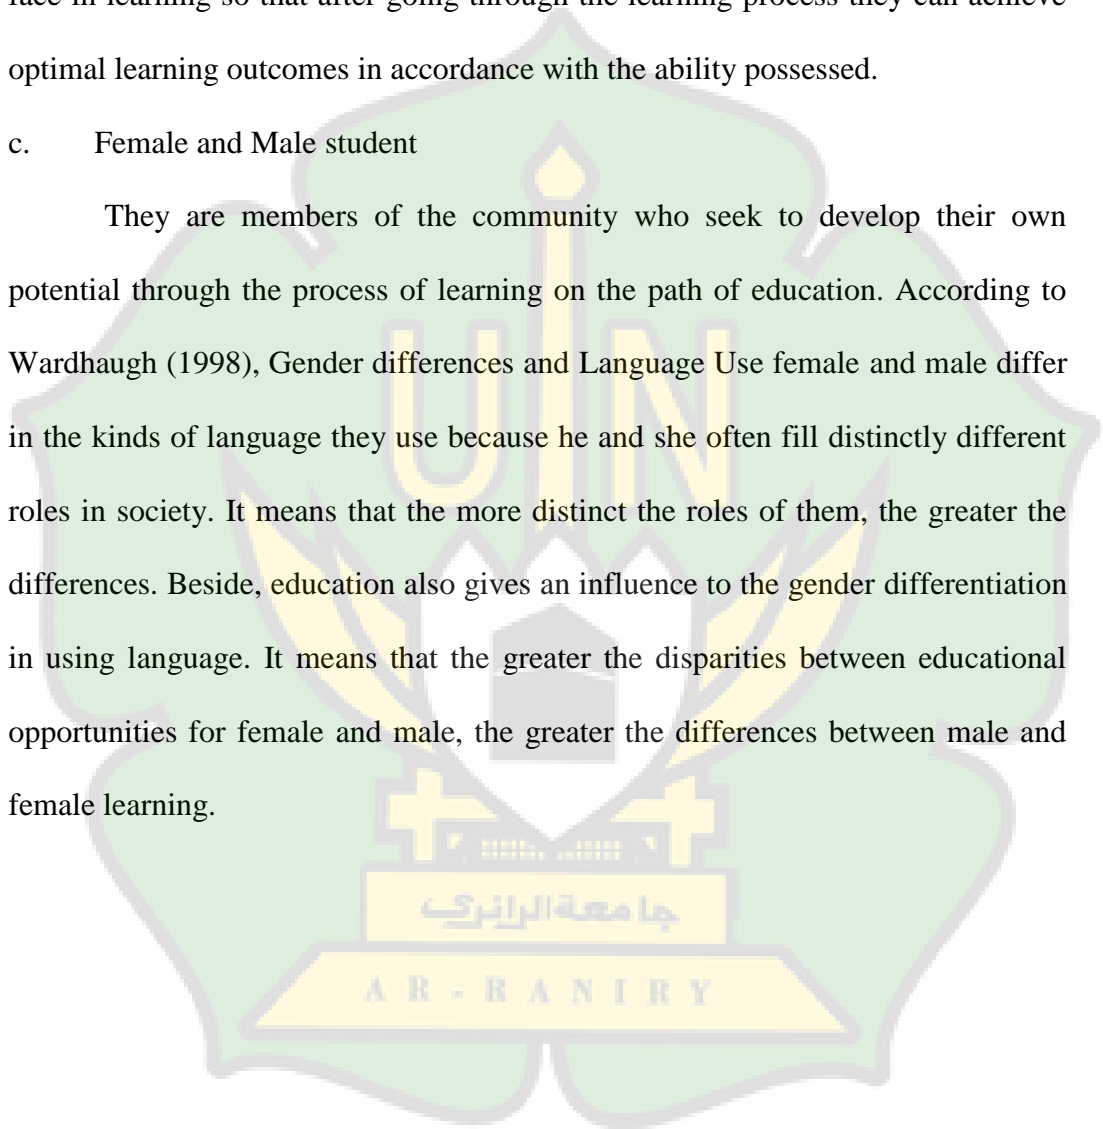 face in learning so that after going through the learning process they can achieve
optimal learning outcomes in accordance with the ability possessed.
c. Female and Male student
They are members of the community who seek to develop their own
potential through the process of learning on the path of education. According to
Wardhaugh (1998), Gender differences and Language Use female and male differ
in the kinds of language they use because he and she often fill distinctly different
roles in society. It means that the more distinct the roles of them, the greater the
differences. Beside, education also gives an influence to the gender differentiation
in using language. It means that the greater the disparities between educational
opportunities for female and male, the greater the differences between male and
female learning.
UIN
جامعة الرانري
AR-RANIRY